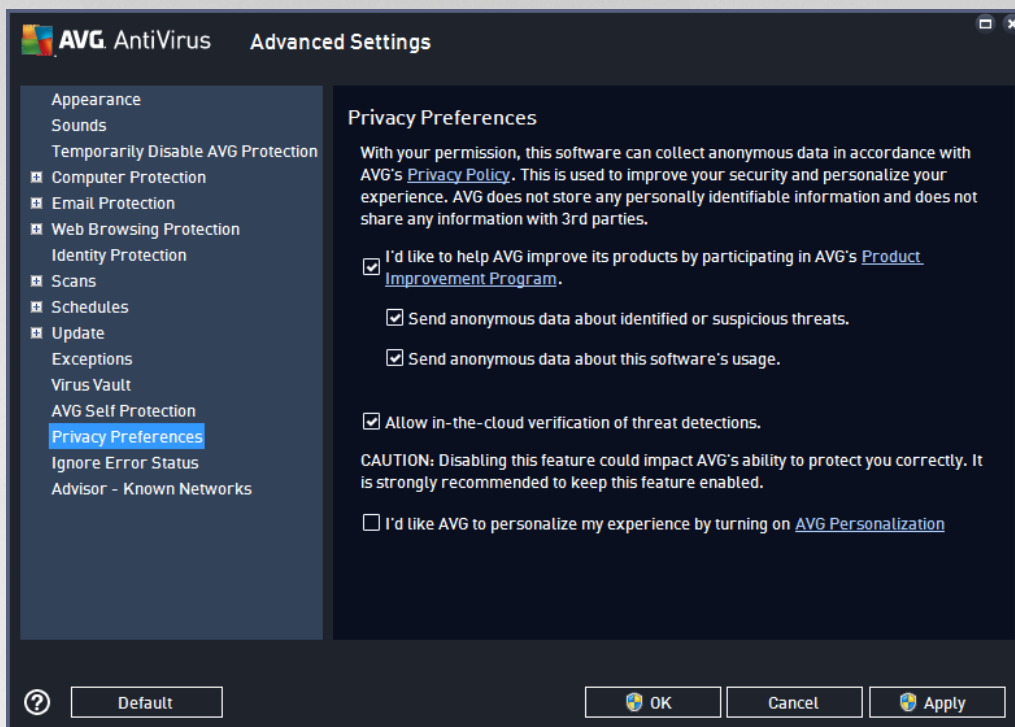 AVG. AntiVirus Advanced Settings
Appearance
Sounds
Temporarily Disable AVG Protection
Computer Protection
Email Protection
Web Browsing Protection
Identity Protection
Scans
Schedules
Update
Exceptions
Virus Vault
AVG Self Protection
Privacy Preferences
Ignore Error Status
Advisor - Known Networks
Privacy Preferences
With your permission, this software can collect anonymous data in accordance with
AVG's Privacy Policy. This is used to improve your security and personalize your
experience. AVG does not store any personally identifiable information and does not
share any information with 3rd parties.
I'd like to help AVG improve its products by participating in AVG's Product
Improvement Program.
Send anonymous data about identified or suspicious threats.
Send anonymous data about this software's usage.
Allow in-the-cloud verification of threat detections.
CAUTION: Disabling this feature could impact AVG's ability to protect you correctly. It
is strongly recommended to keep this feature enabled.
I'd like AVG to personalize my experience by turning on AVG Personalization
? Default OK Cancel Apply